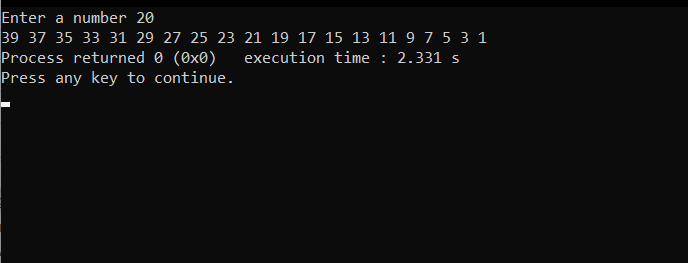 Enter a number 20
39 37 35 33 31 29 27 25 23 21 19 17 15 13 11 9 7 5 3 1
Process returned 0 (0x0)   execution time : 2.331 s
Press any key to continue.